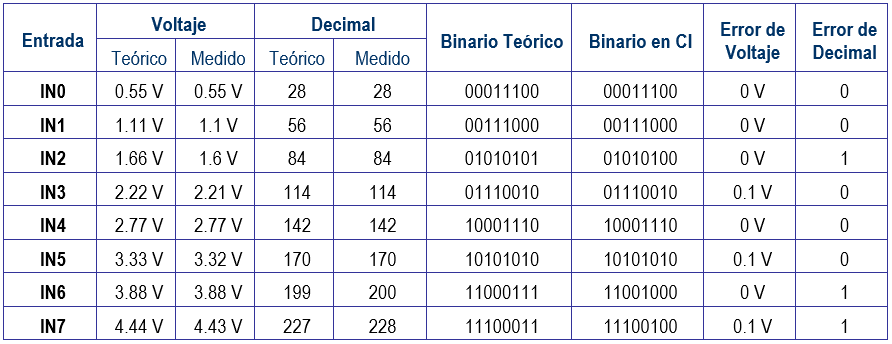 Entrada Voltaje Decimal Binario Teórico Binario en CI Error de Voltaje Error de Decimal
Teórico Medido Teórico Medido
IN0 0.55 V 0.55 V 28 28 00011100 00011100 0 V 0
IN1 1.11 V 1.1 V 56 56 00111000 00111000 0 V 0
IN2 1.66 V 1.6 V 84 84 01010101 01010100 0 V 1
IN3 2.22 V 2.21 V 114 114 01110010 01110010 0.1 V 0
IN4 2.77 V 2.77 V 142 142 10001110 10001110 0 V 0
IN5 3.33 V 3.32 V 170 170 10101010 10101010 0.1 V 0
IN6 3.88 V 3.88 V 199 200 11000111 11001000 0 V 1
IN7 4.44 V 4.43 V 227 228 11100011 11100100 0.1 V 1